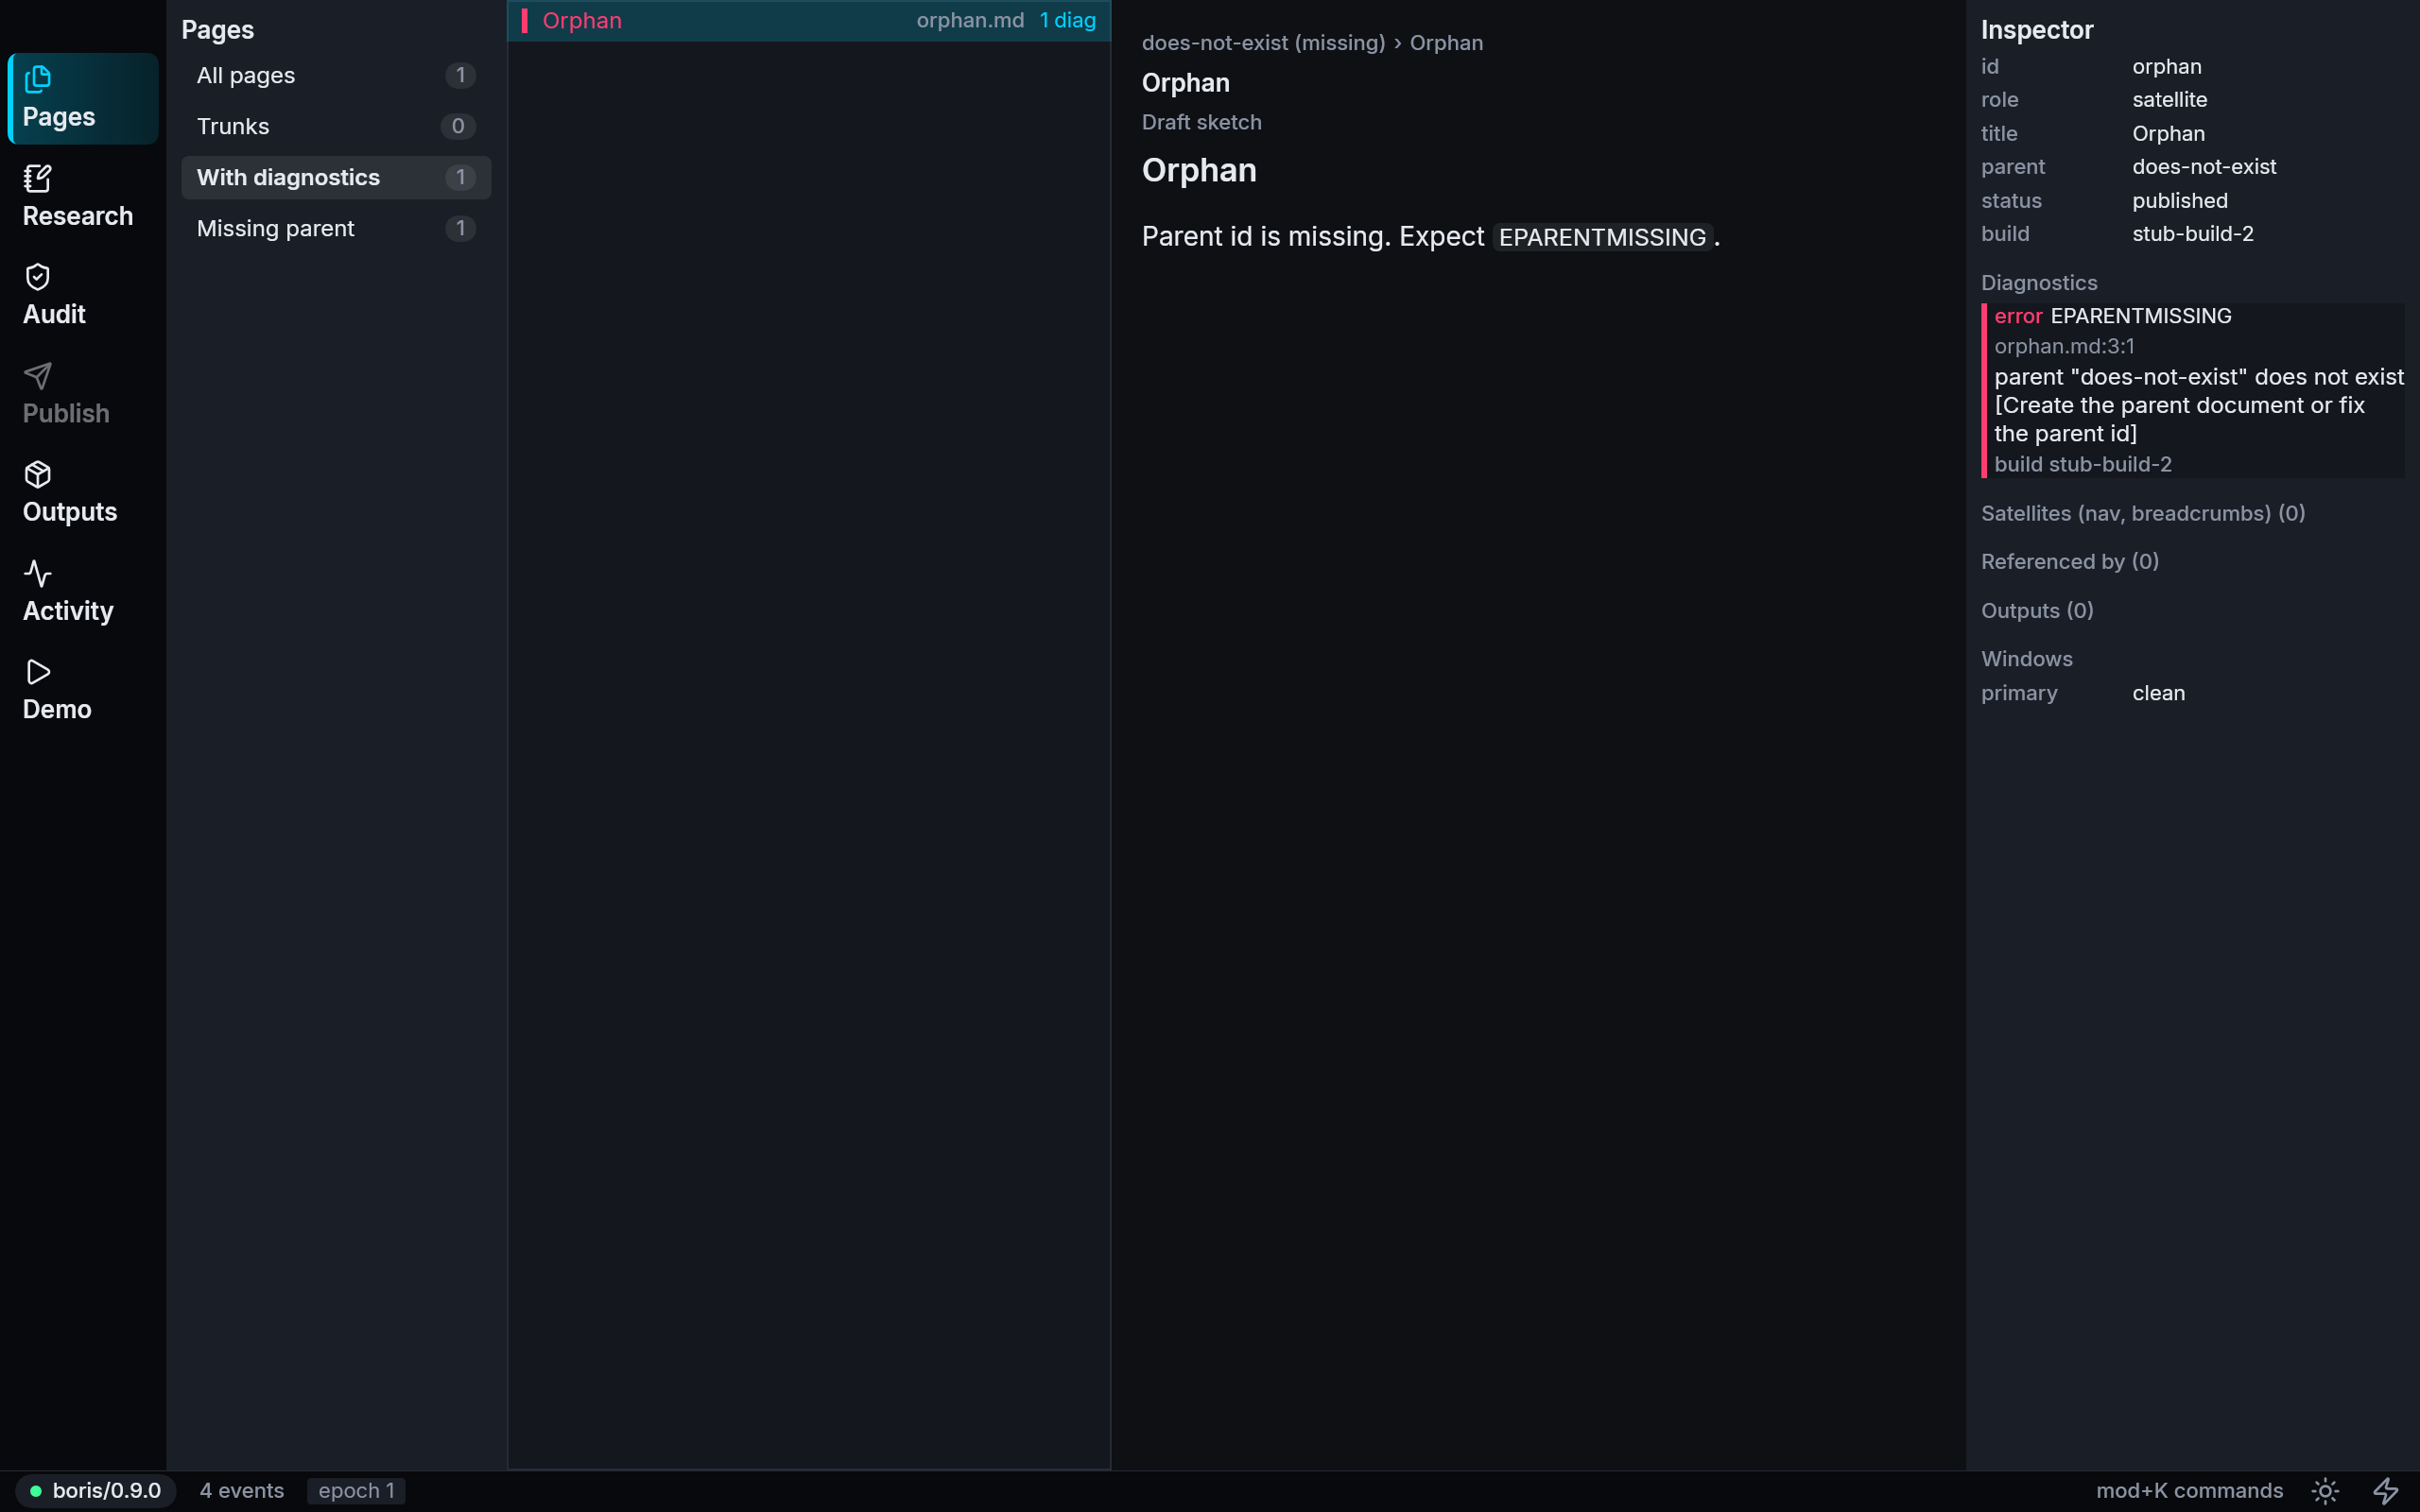 Pages
Research
Audit
Publish
Outputs
Activity
Demo
Pages
All pages 1
Trunks 0
With diagnostics 1
Missing parent 1
Orphan orphan.md 1 diag
does-not-exist (missing) › Orphan
Orphan
Draft sketch
Orphan
Parent id is missing. Expect EPARENTMISSING.
Inspector
id orphan
role satellite
title Orphan
parent does-not-exist
status published
build stub-build-2
Diagnostics
error EPARENTMISSING
orphan.md:3:1
parent "does-not-exist" does not exist
[Create the parent document or fix
the parent id]
build stub-build-2
Satellites (nav, breadcrumbs) (0)
Referenced by (0)
Outputs (0)
Windows
primary clean
boris/0.9.0 4 events epoch 1 mod+K commands